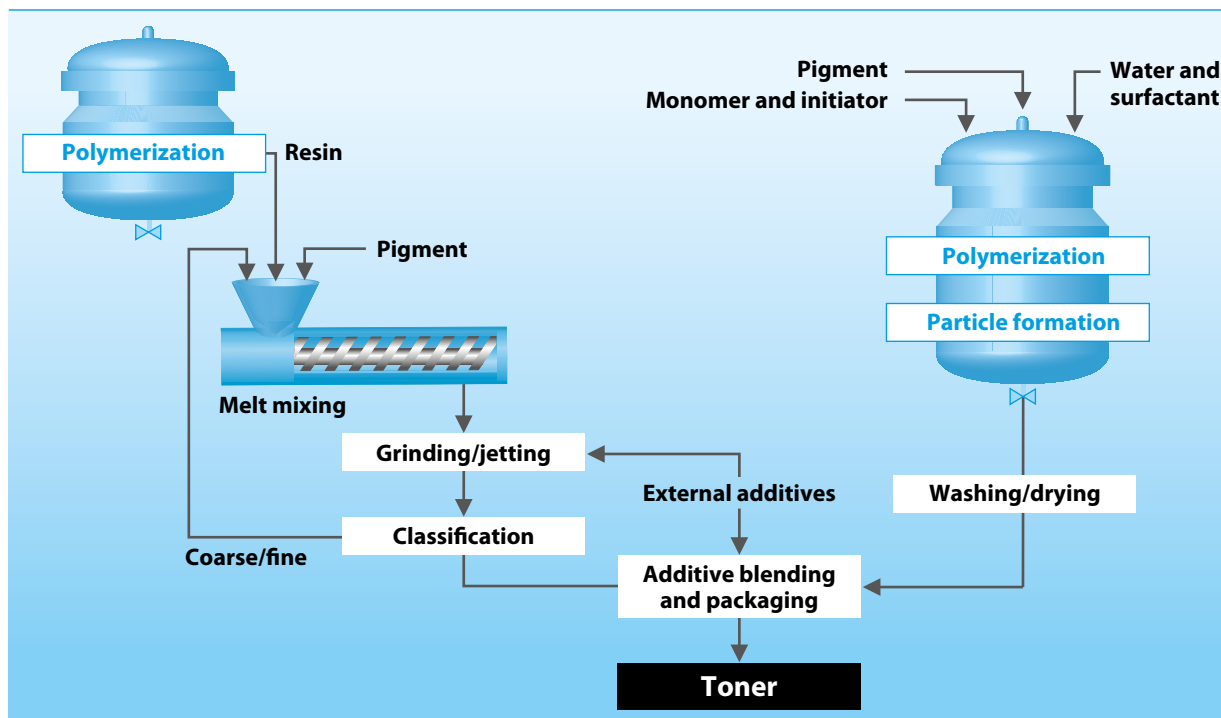 Pigment
Monomer and initiator
Water and
surfactant
Polymerization
Resin
Pigment
Polymerization
Particle formation
Melt mixing
Grinding/jetting
External additives
Washing/drying
Classification
Coarse/fine
Additive blending
and packaging
Toner